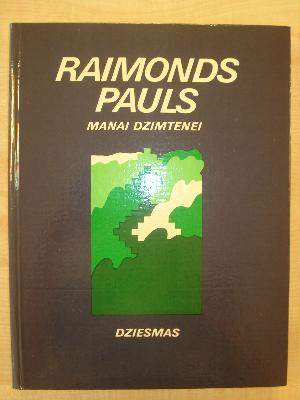 RAIMONDS
PAULS
MANAI DZIMTENEI
DZIESMAS